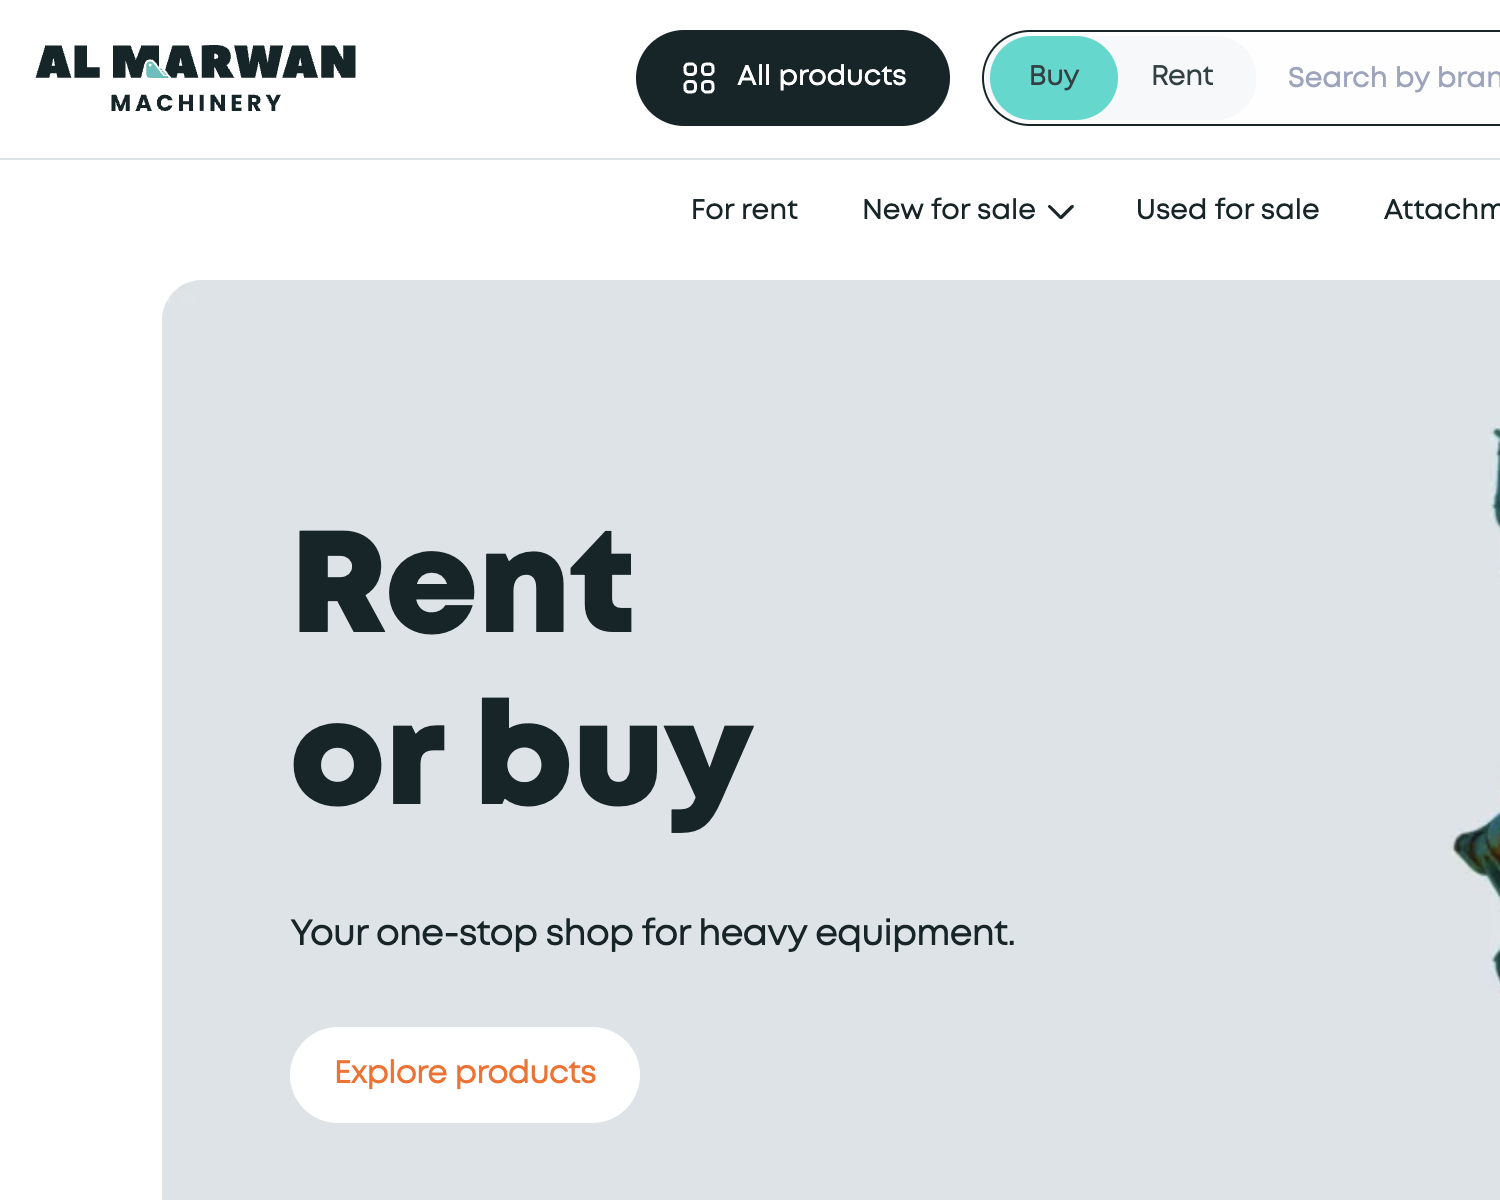 AL MARWAN
MACHINERY
All products
Buy
Rent
Search by bran
For rent
New for sale
Used for sale
Attachm
Rent
or buy
Your one-stop shop for heavy equipment.
Explore products